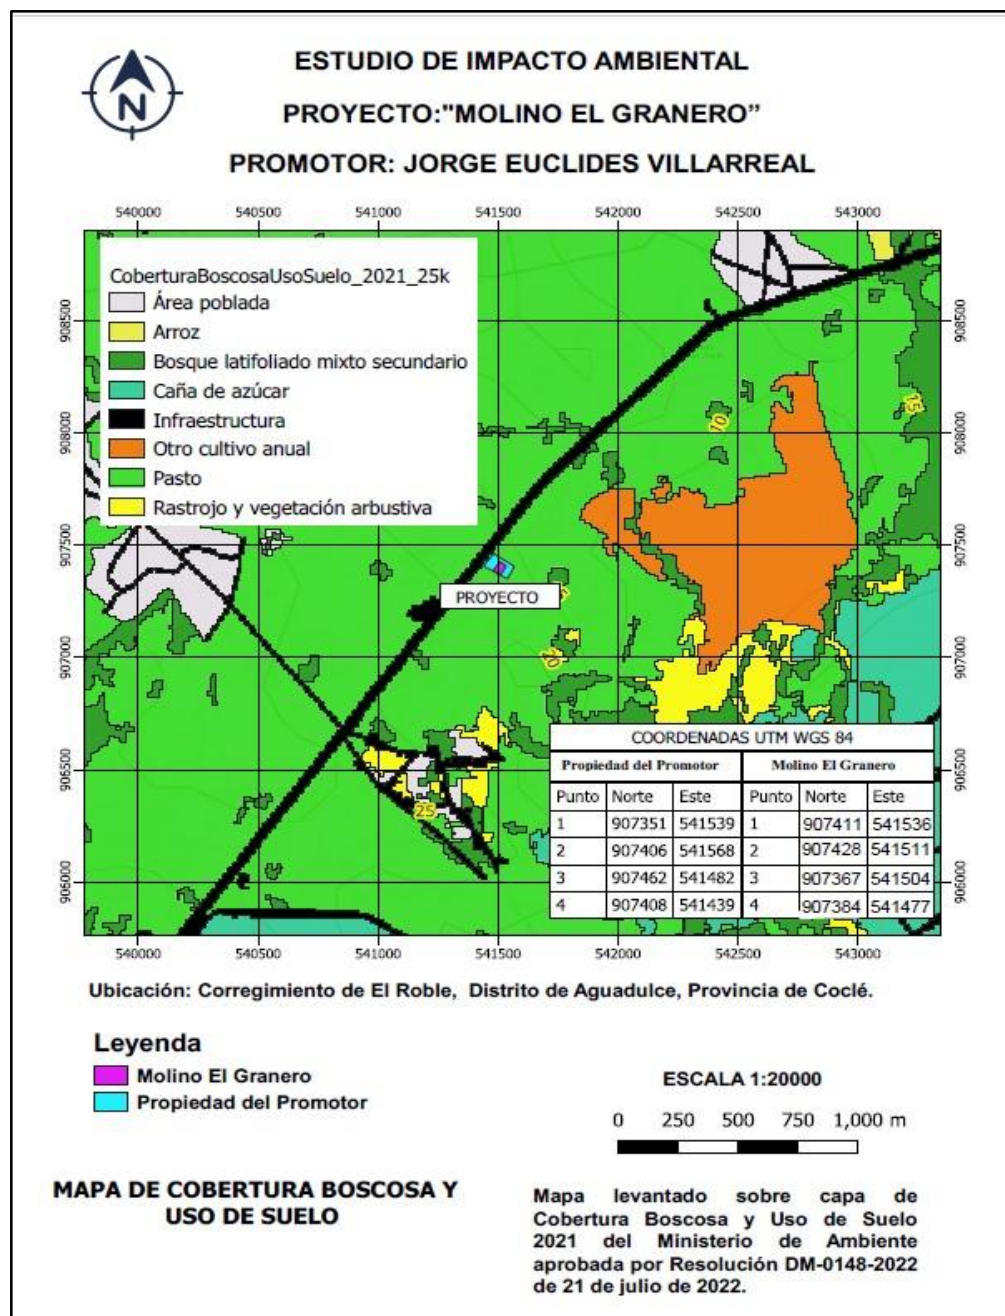 N
ESTUDIO DE IMPACTO AMBIENTAL
PROYECTO:"MOLINO EL GRANERO”
PROMOTOR: JORGE EUCLIDES VILLARREAL
540000 540500 541000 541500 542000 542500 543000
CoberturaBoscosaUsoSuelo_2021_25k
Área poblada
Arroz
Bosque latifoliado mixto secundario
Caña de azúcar
Infraestructura
Otro cultivo anual
Pasto
Rastrojo y vegetación arbustiva
908500 908500
908000 908000
907500 907500
907000 907000
906500 906500
906000 906000
15
10
PROYECTO
20
25
COORDENADAS UTM WGS 84
Propiedad del Promotor Molino El Granero
Punto Norte Este Punto Norte Este
1 907351 541539 1 907411 541536
2 907406 541568 2 907428 541511
3 907462 541482 3 907367 541504
4 907408 541439 4 907384 541477
540000 540500 541000 541500 542000 542500 543000
Ubicación: Corregimiento de El Roble, Distrito de Aguadulce, Provincia de Coclé.
Leyenda
Molino El Granero
Propiedad del Promotor
ESCALA 1:20000
0 250 500 750 1,000 m
MAPA DE COBERTURA BOSCOSA Y
USO DE SUELO
Mapa levantado sobre capa de
Cobertura Boscosa y Uso de Suelo
2021 del Ministerio de Ambiente
aprobada por Resolución DM-0148-2022
de 21 de julio de 2022.